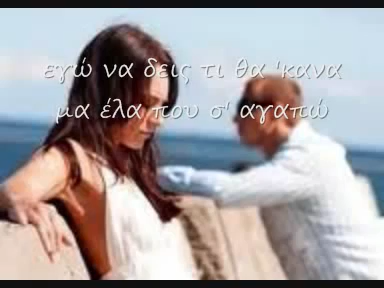 εγώ να δεις τι θα 'κανα
μα έλα που σ' αγαπώ